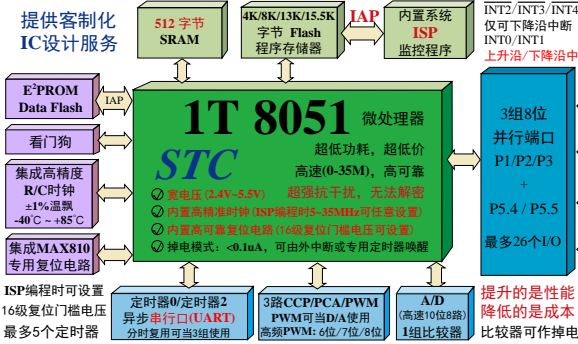 提供客制化
IC设计服务
512 字节
SRAM
4K/8K/13K/15.5K
字节 Flash
程序存储器
IAP
内置系统
ISP
监控程序
INT2/INT3/INT4
仅可下降沿中断
INT0/INT1
上升沿/下降沿中
E²PROM
Data Flash
IAP
看门狗
集成高精度
R/C时钟
±1%温飘
-40℃ ~ +85℃
集成MAX810
专用复位电路
1T 8051 微处理器
STC
超低功耗，超低价
高速(0-35M)，高可靠
宽电压(2.4V~5.5V) 超强抗干扰，无法解密
内置高精准时钟(ISP编程时5~35MHz可任意设置)
内置高可靠复位电路(16级复位门槛电压可设置)
掉电模式：<0.1uA，可由外中断或专用定时器唤醒
3组8位
并行端口
P1/P2/P3
+
P5.4 / P5.5
最多26个I/O
ISP编程时可设置
16级复位门槛电压
最多5个定时器
定时器0/定时器2
异步串行口(UART)
分时复用可当3组使用
3路CCP/PCA/PWM
PWM可当D/A使用
高频PWM: 6位/7位/8位
A/D
(高速10位8路)
1组比较器
提升的是性能
降低的是成本
比较器可作掉电